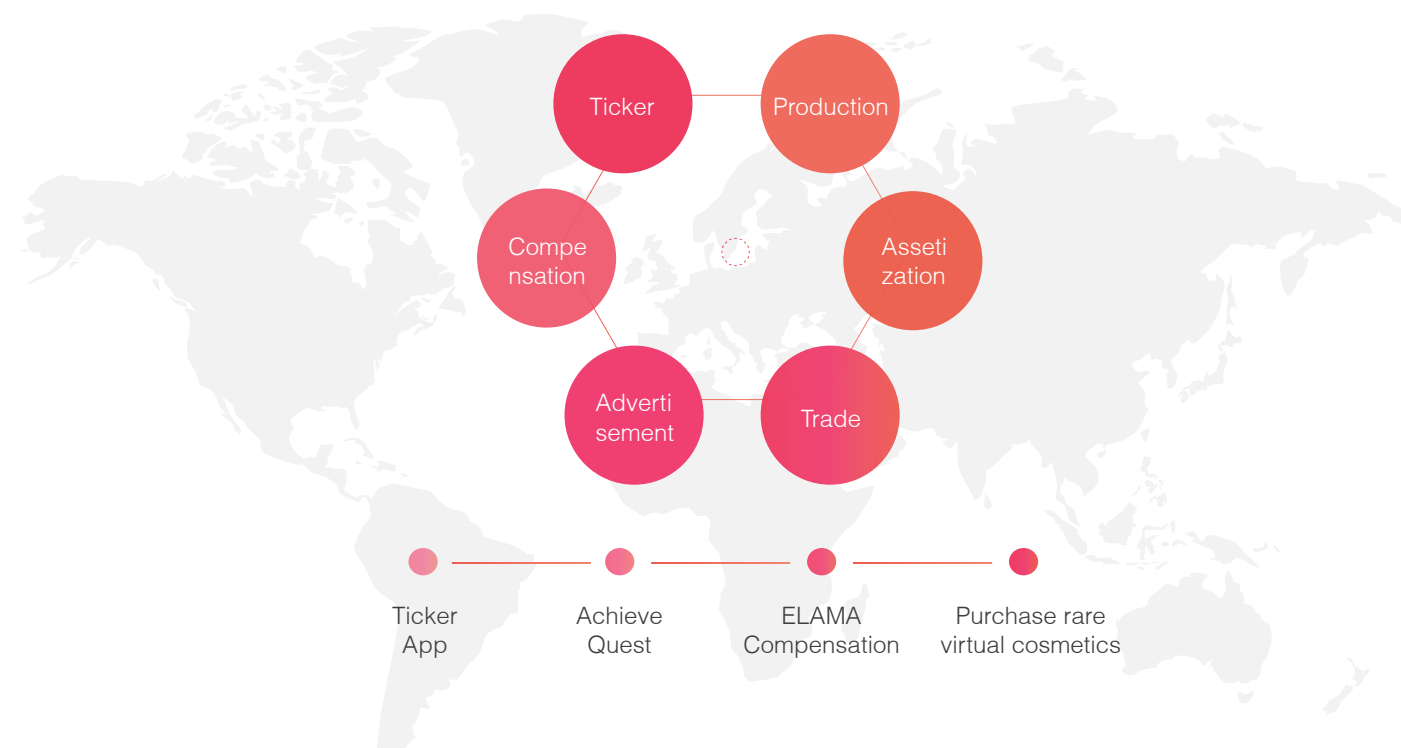 Ticker
Production
Compe
nsation
Asseti
zation
Adverti
sement
Trade
Ticker
App
Achieve
Quest
ELAMA
Compensation
Purchase rare
virtual cosmetics